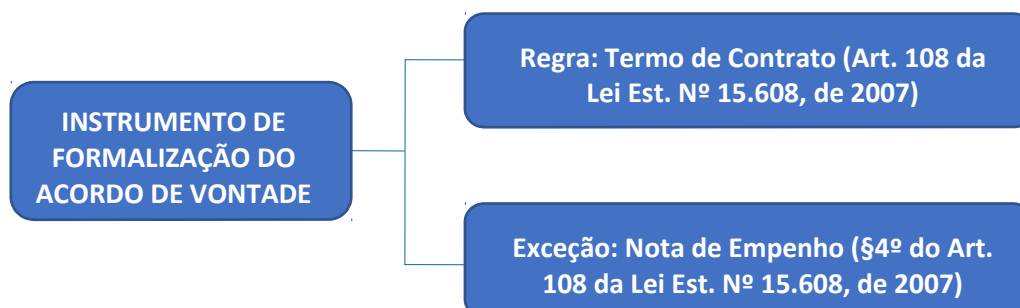 INSTRUMENTO DE
FORMALIZAÇÃO DO
ACORDO DE VONTADE
Regra: Termo de Contrato (Art. 108 da
Lei Est. Nº 15.608, de 2007)
Exceção: Nota de Empenho (§4º do Art.
108 da Lei Est. Nº 15.608, de 2007)